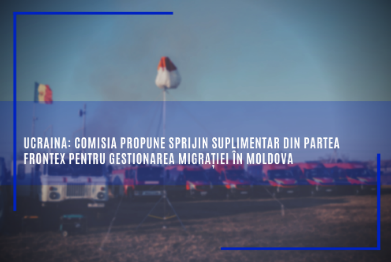 UCRAINA: COMISIA PROPUNE SPRIJIN SUPLIMENTAR DIN PARTEA
FRONTEX PENTRU GESTIONAREA MIGRAȚIEI ÎN MOLDOVA